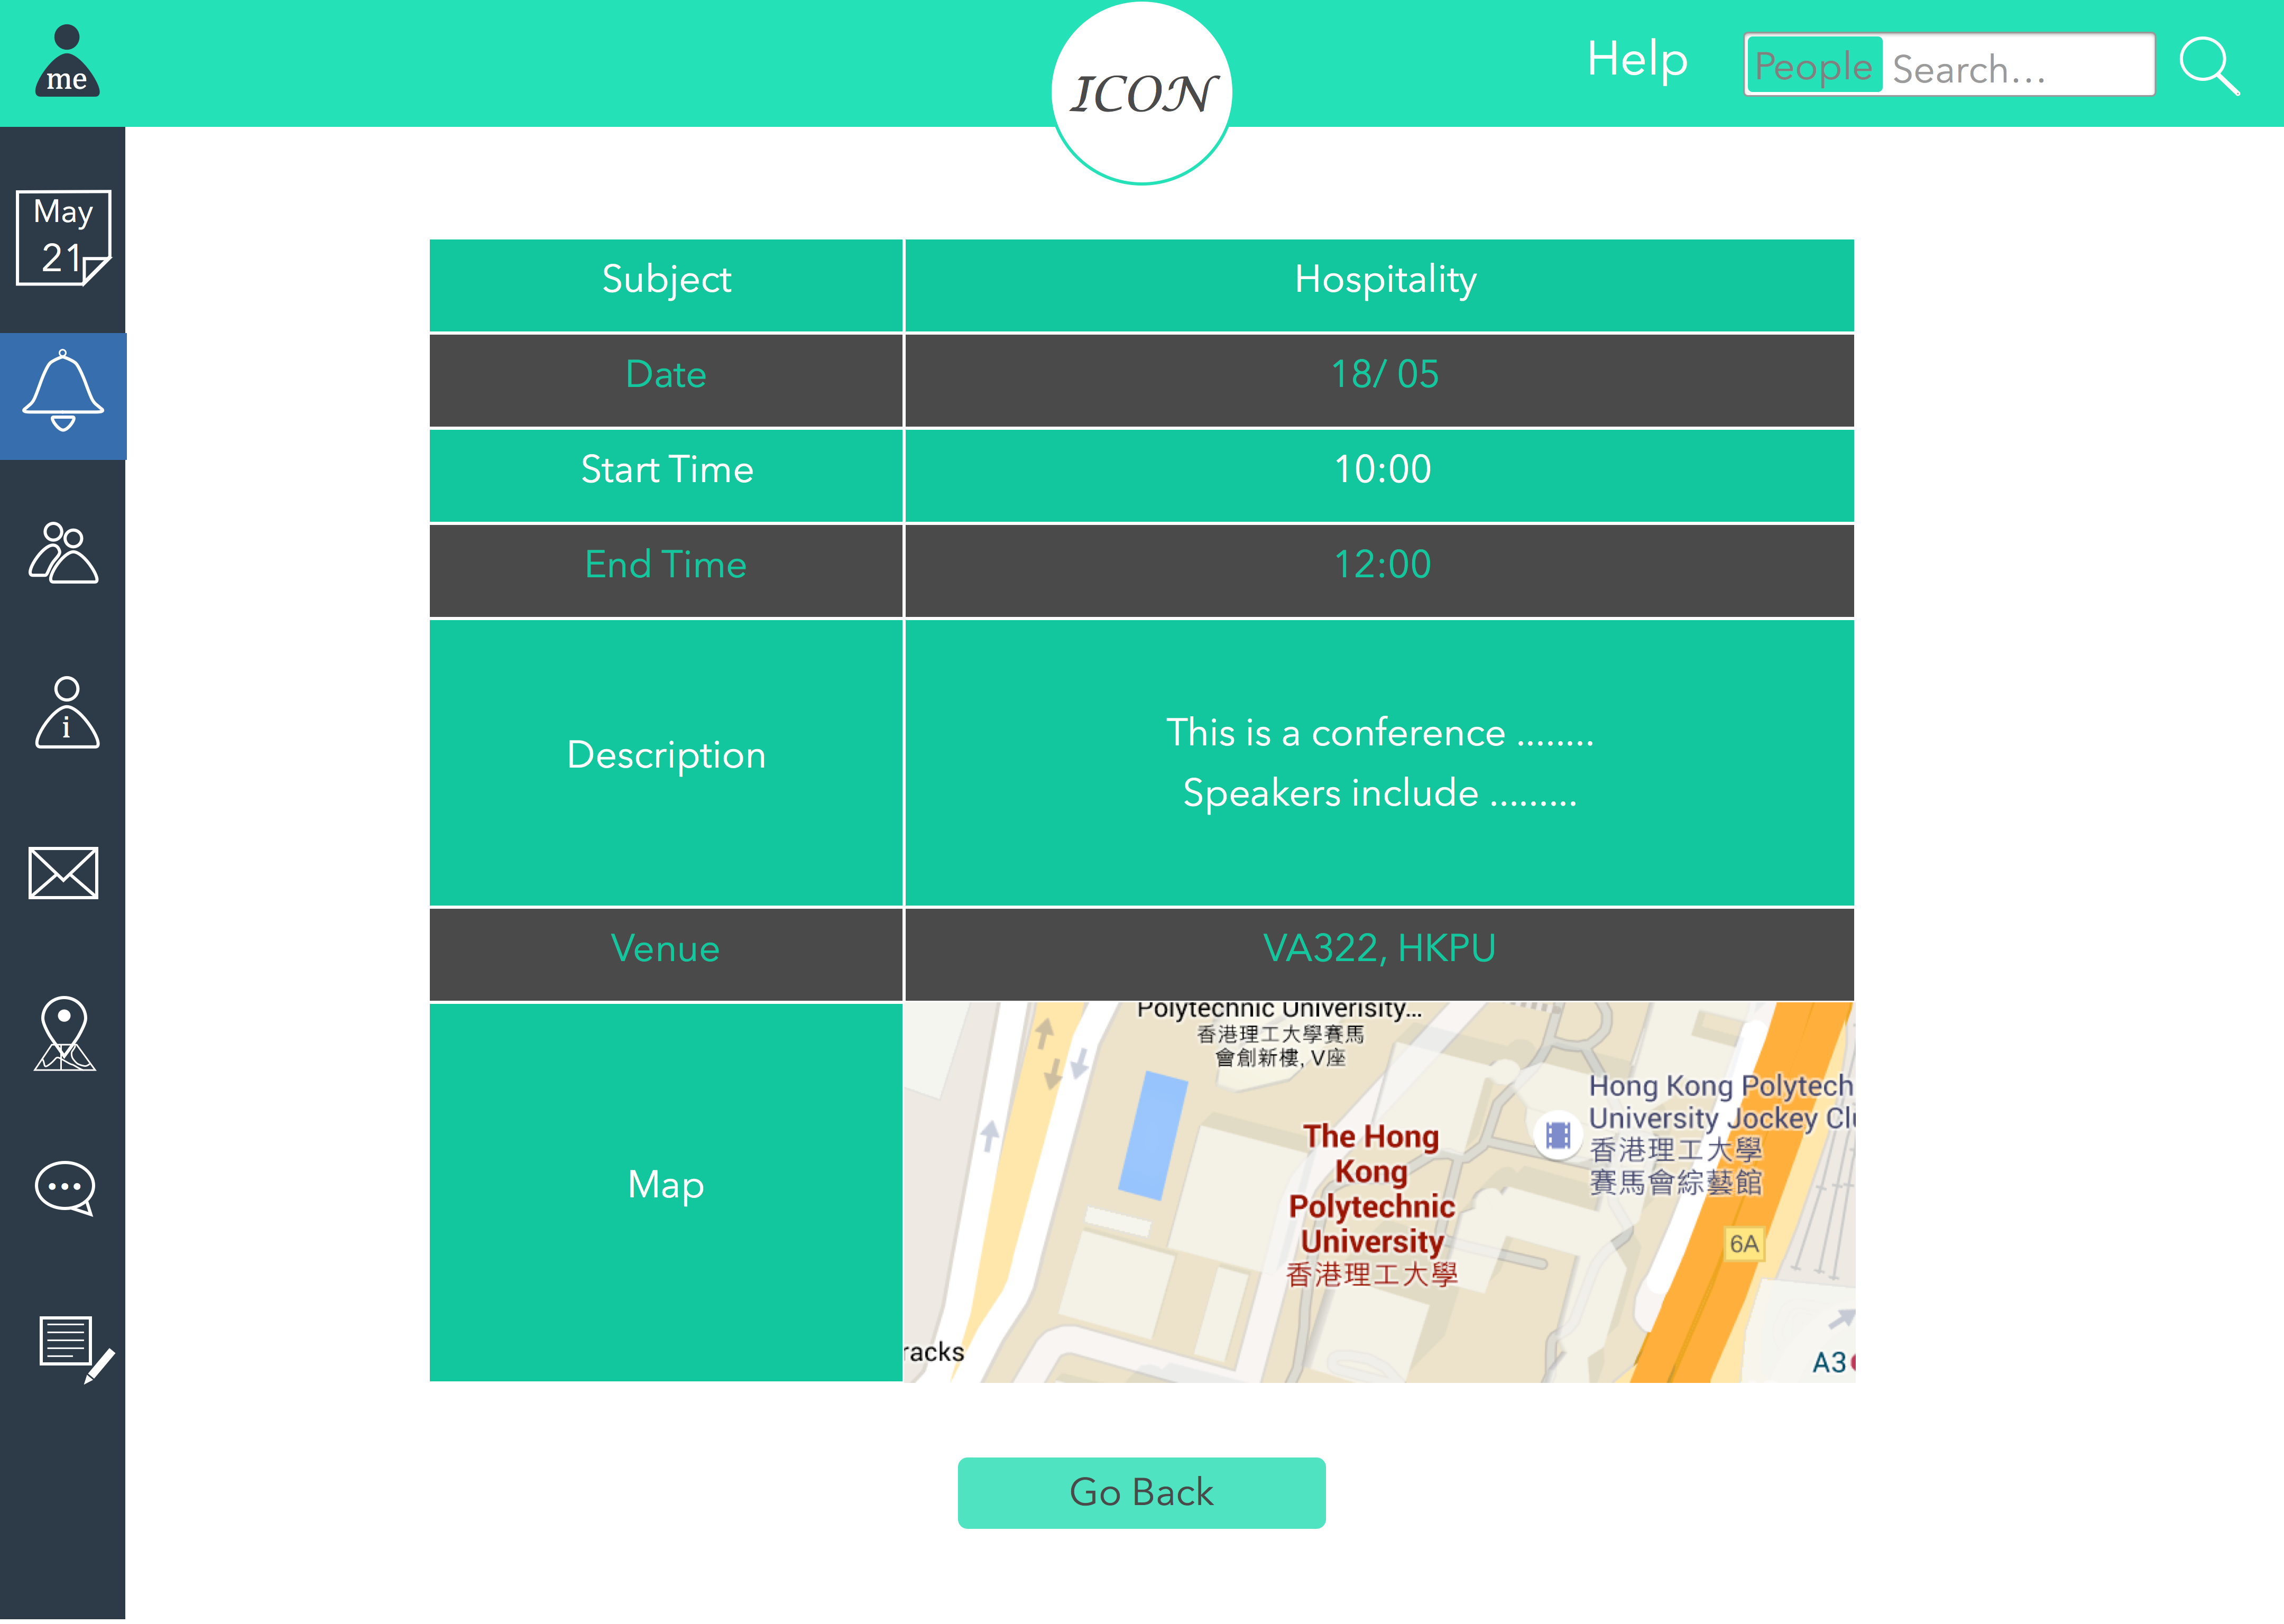 me
ICON
Help
People Search...
May
21
i
Subject Hospitality
Date 18/ 05
Start Time 10:00
End Time 12:00
Description
This is a conference ........
Speakers include .........
Venue VA322, HKPU
Map
Polytechnic Univerisity...
香港理工大學賽馬
會創新樓, V座
Hong Kong Polytech
University Jockey Clu
香港理工大學
賽馬會綜藝館
The Hong
Kong
Polytechnic
University
香港理工大學
6A
racks
A3
Go Back